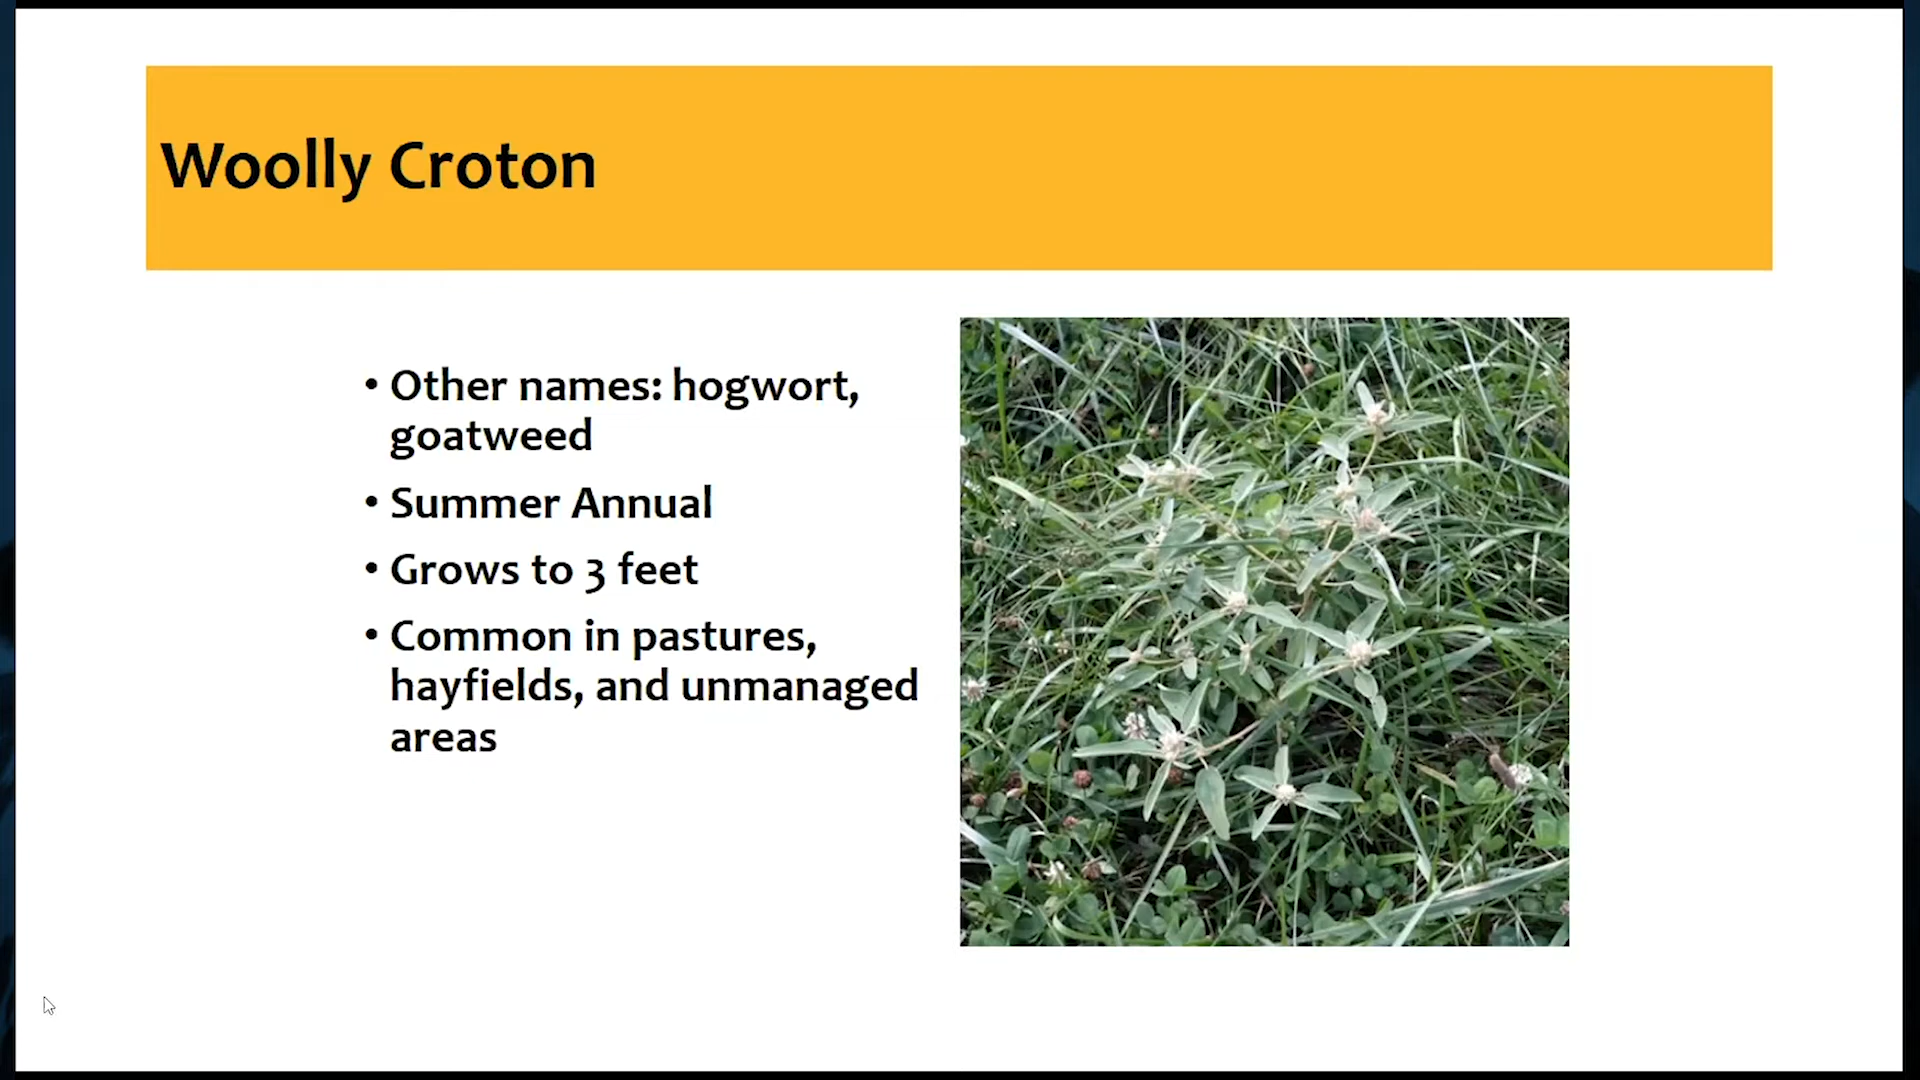 Woolly Croton
• Other names: hogwort,
goatweed
• Summer Annual
• Grows to 3 feet
• Common in pastures,
hayfields, and unmanaged
areas